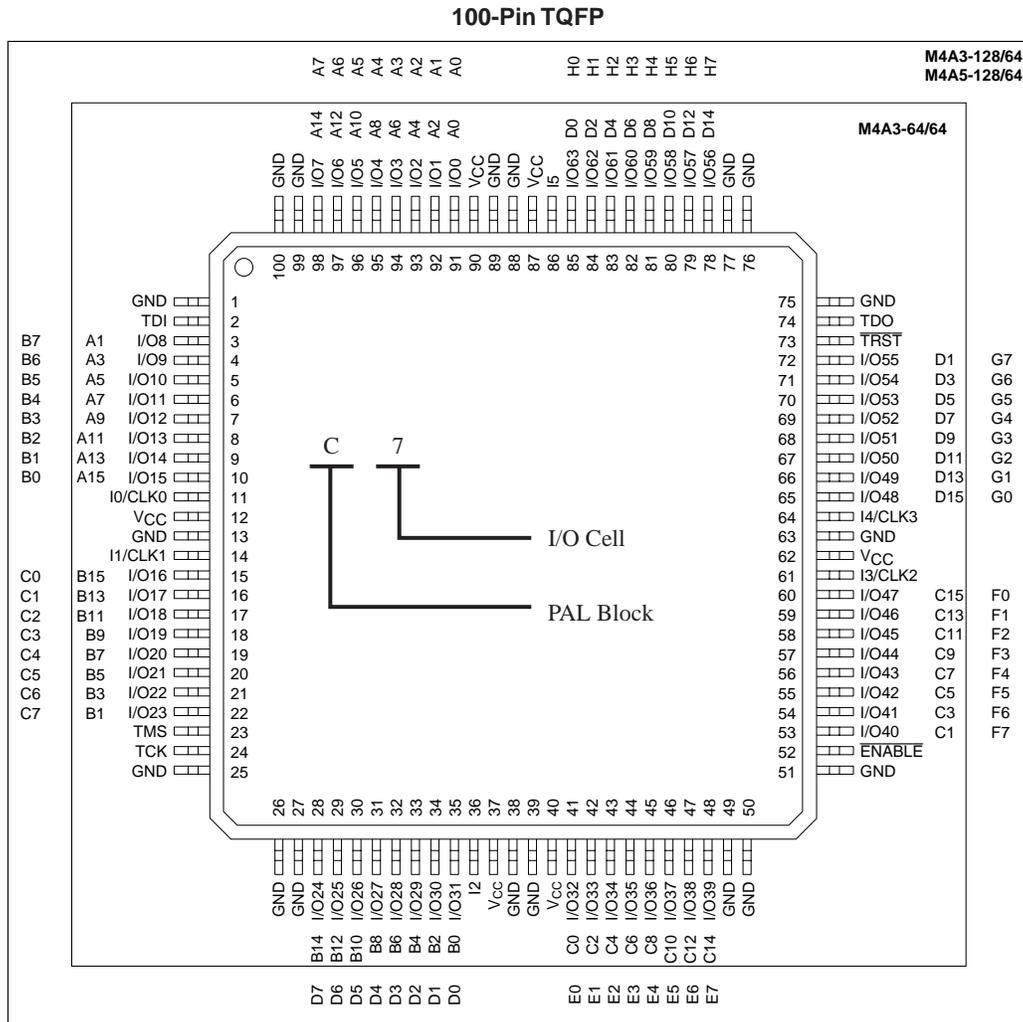 100-Pin TQFP
M4A3-128/64
M4A5-128/64
A7 A6 A5 A4 A3 A2 A1 A0 H0 H1 H2 H3 H4 H5 H6 H7
M4A3-64/64
A14 A12 A10 A8 A6 A4 A2 A0 D0 D2 D4 D6 D8 D10 D12 D14
GND GND I/O7 I/O6 I/O5 I/O4 I/O3 I/O2 I/O1 I/O0 VCC GND GND VCC I5 I/O63 I/O62 I/O61 I/O60 I/O59 I/O58 I/O57 I/O56 GND GND
100 99 98 97 96 95 94 93 92 91 90 89 88 87 86 85 84 83 82 81 80 79 78 77 76
GND 1 75 GND
TDI 2 74 TDO
B7 A1 I/O8 3 73 TRST
B6 A3 I/O9 4 72 I/O55 D1 G7
B5 A5 I/O10 5 71 I/O54 D3 G6
B4 A7 I/O11 6 70 I/O53 D5 G5
B3 A9 I/O12 7 69 I/O52 D7 G4
B2 A11 I/O13 8 68 I/O51 D9 G3
B1 A13 I/O14 9 67 I/O50 D11 G2
B0 A15 I/O15 10 66 I/O49 D13 G1
I0/CLK0 11 65 I/O48 D15 G0
VCC 12 64 I4/CLK3
GND 13 63 GND
I1/CLK1 14 62 VCC
C0 B15 I/O16 15 61 I3/CLK2
C1 B13 I/O17 16 60 I/O47 C15 F0
C2 B11 I/O18 17 59 I/O46 C13 F1
C3 B9 I/O19 18 58 I/O45 C11 F2
C4 B7 I/O20 19 57 I/O44 C9 F3
C5 B5 I/O21 20 56 I/O43 C7 F4
C6 B3 I/O22 21 55 I/O42 C5 F5
C7 B1 I/O23 22 54 I/O41 C3 F6
TMS 23 53 I/O40 C1 F7
TCK 24 52 ENABLE
GND 25 51 GND
C 7
I/O Cell
PAL Block
26 27 28 29 30 31 32 33 34 35 36 37 38 39 40 41 42 43 44 45 46 47 48 49 50
GND GND I/O24 I/O25 I/O26 I/O27 I/O28 I/O29 I/O30 I/O31 I2 VCC GND GND VCC I/O32 I/O33 I/O34 I/O35 I/O36 I/O37 I/O38 I/O39 GND GND
B14 B12 B10 B8 B6 B4 B2 B0 C0 C2 C4 C6 C8 C10 C12 C14
D7 D6 D5 D4 D3 D2 D1 D0 E0 E1 E2 E3 E4 E5 E6 E7